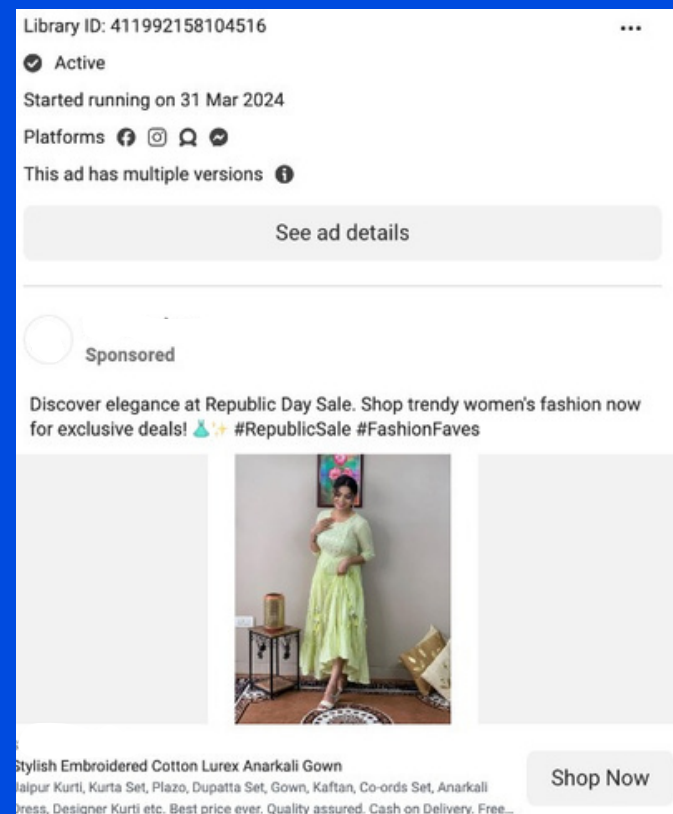 Library ID: 411992158104516
Active
Started running on 31 Mar 2024
Platforms
This ad has multiple versions
See ad details
Sponsored
Discover elegance at Republic Day Sale. Shop trendy women's fashion now
for exclusive deals! 👗✨ #RepublicSale #FashionFaves
Stylish Embroidered Cotton Lurex Anarkali Gown
Jaipur Kurti, Kurta Set, Plazo, Dupatta Set, Gown, Kaftan, Co-ords Set, Anarkali
Dress, Designer Kurti etc. Best price ever. Quality assured. Cash on Delivery. Free...
Shop Now